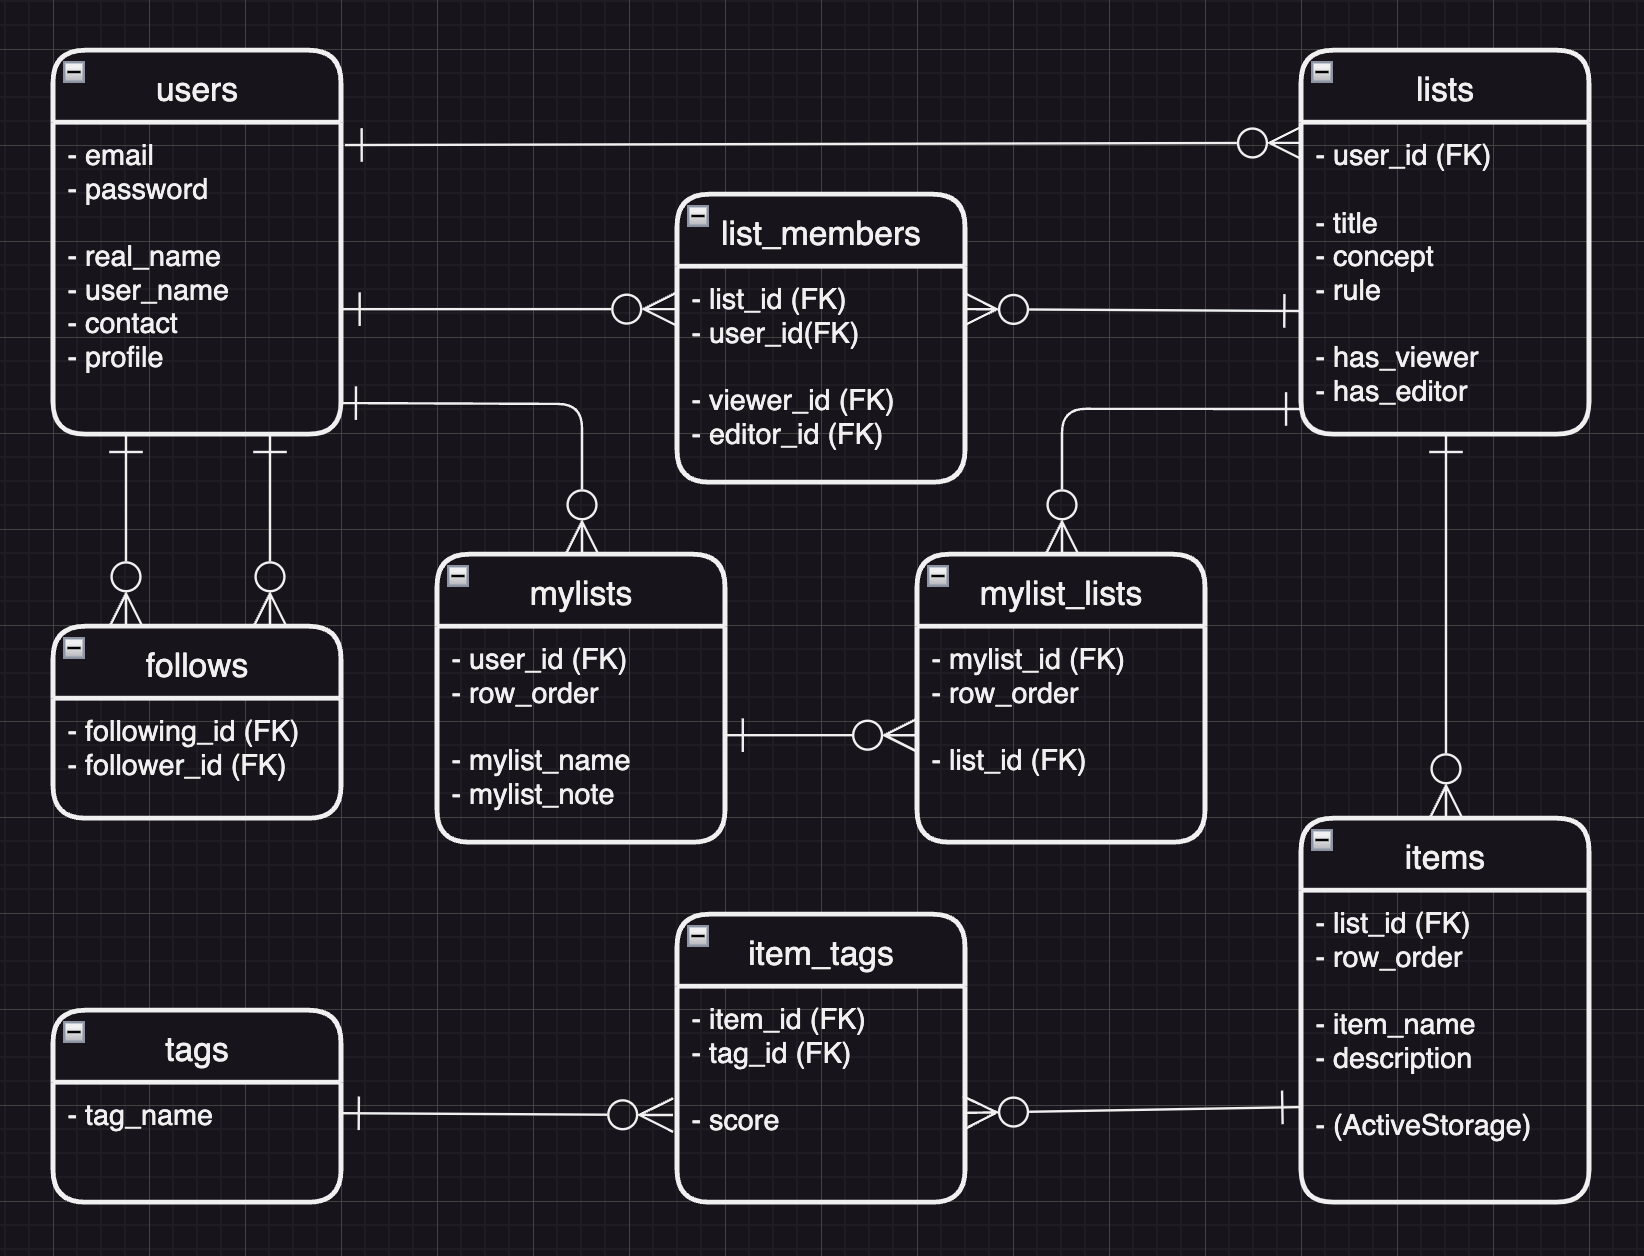 users
- email
- password
- real_name
- user_name
- contact
- profile
lists
- user_id (FK)
- title
- concept
- rule
- has_viewer
- has_editor
list_members
- list_id (FK)
- user_id(FK)
- viewer_id (FK)
- editor_id (FK)
follows
- following_id (FK)
- follower_id (FK)
mylists
- user_id (FK)
- row_order
- mylist_name
- mylist_note
mylist_lists
- mylist_id (FK)
- row_order
- list_id (FK)
items
- list_id (FK)
- row_order
- item_name
- description
- (ActiveStorage)
item_tags
- item_id (FK)
- tag_id (FK)
- score
tags
- tag_name